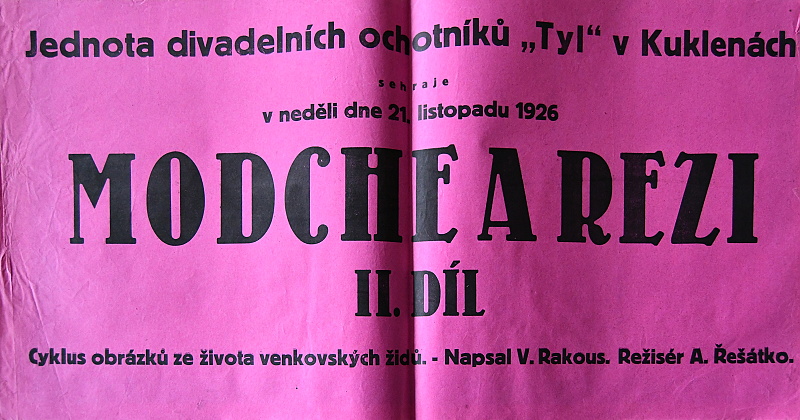 Jednota divadelních ochotníků „Tyl“ v Kuklenách
sehraje
v neděli dne 21. listopadu 1926
MODCHE A REZI
II. DÍL
Cyklus obrázků ze života venkovských židů. - Napsal V. Rakous. Režisér A. Řešátko.